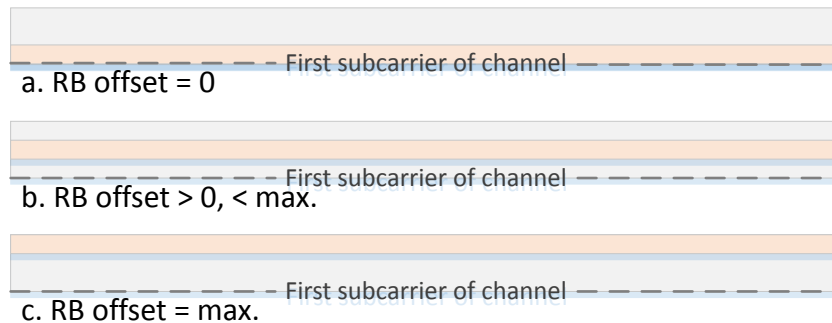 First subcarrier of channel
a. RB offset = 0
First subcarrier of channel
b. RB offset > 0, < max.
First subcarrier of channel
c. RB offset = max.